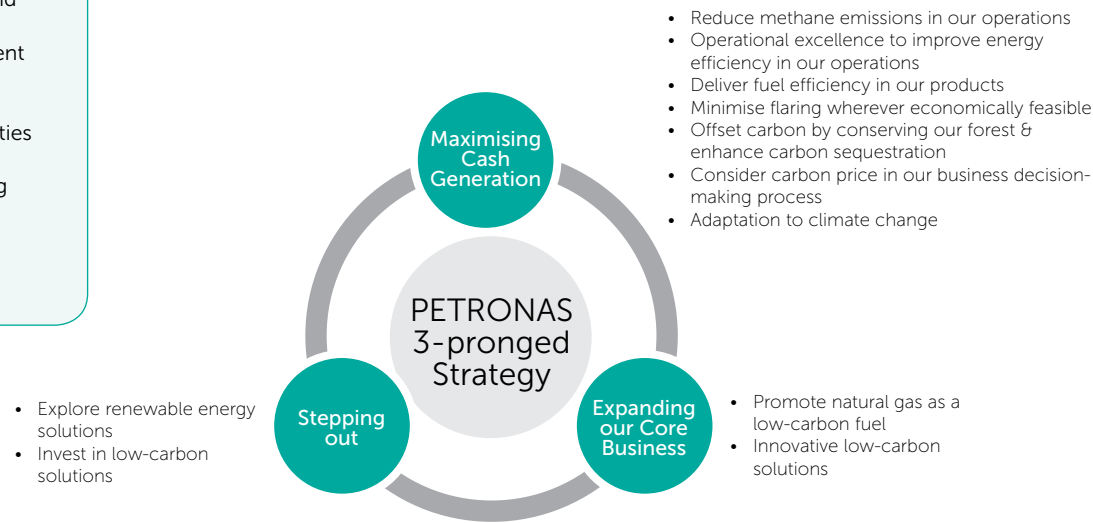 ent
ties
• Reduce methane emissions in our operations
• Operational excellence to improve energy
efficiency in our operations
• Deliver fuel efficiency in our products
• Minimise flaring wherever economically feasible
• Offset carbon by conserving our forest &
enhance carbon sequestration
• Consider carbon price in our business decision-
making process
• Adaptation to climate change
Maximising
Cash
Generation
PETRONAS
3-pronged
Strategy
Stepping
out
• Explore renewable energy
solutions
• Invest in low-carbon
solutions
Expanding
our Core
Business
• Promote natural gas as a
low-carbon fuel
• Innovative low-carbon
solutions